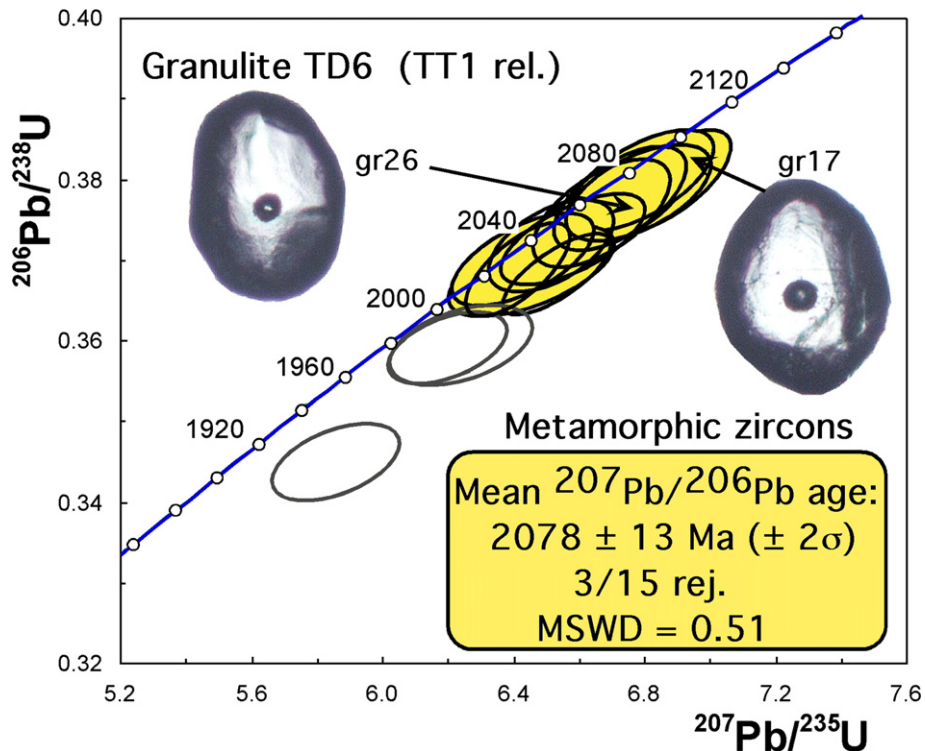 0.40
Granulite TD6 (TT1 rel.)
2120
²⁰⁶Pb/²³⁸U
gr26
2080
gr17
0.38
2040
2000
0.36
1960
1920
Metamorphic zircons
0.34
Mean ²⁰⁷Pb/²⁰⁶Pb age:
2078 ± 13 Ma (± 2σ)
3/15 rej.
MSWD = 0.51
0.32
5.2 5.6 6.0 6.4 6.8 7.2 7.6
²⁰⁷Pb/²³⁵U